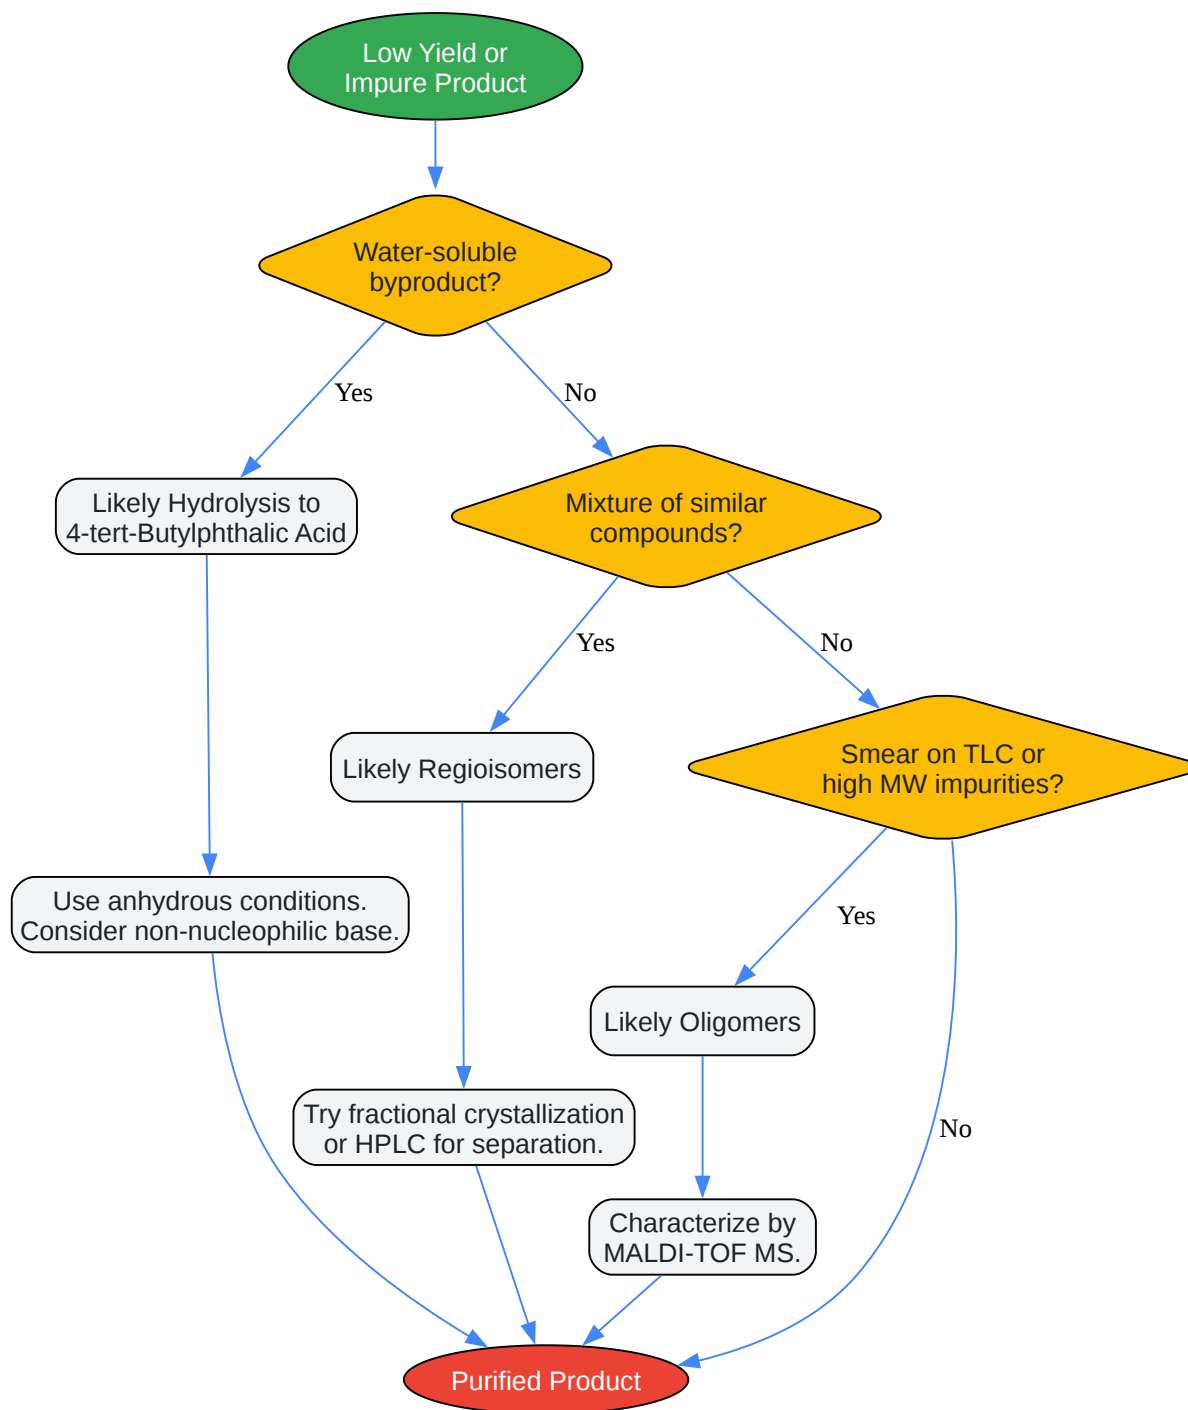 Low Yield or
Impure Product
Water-soluble
byproduct?
Yes
No
Likely Hydrolysis to
4-tert-Butylphthalic Acid
Mixture of similar
compounds?
Yes
No
Likely Regioisomers
Smear on TLC or
high MW impurities?
Use anhydrous conditions.
Consider non-nucleophilic base.
Yes
Likely Oligomers
Try fractional crystallization
or HPLC for separation.
No
Characterize by
MALDI-TOF MS.
Purified Product